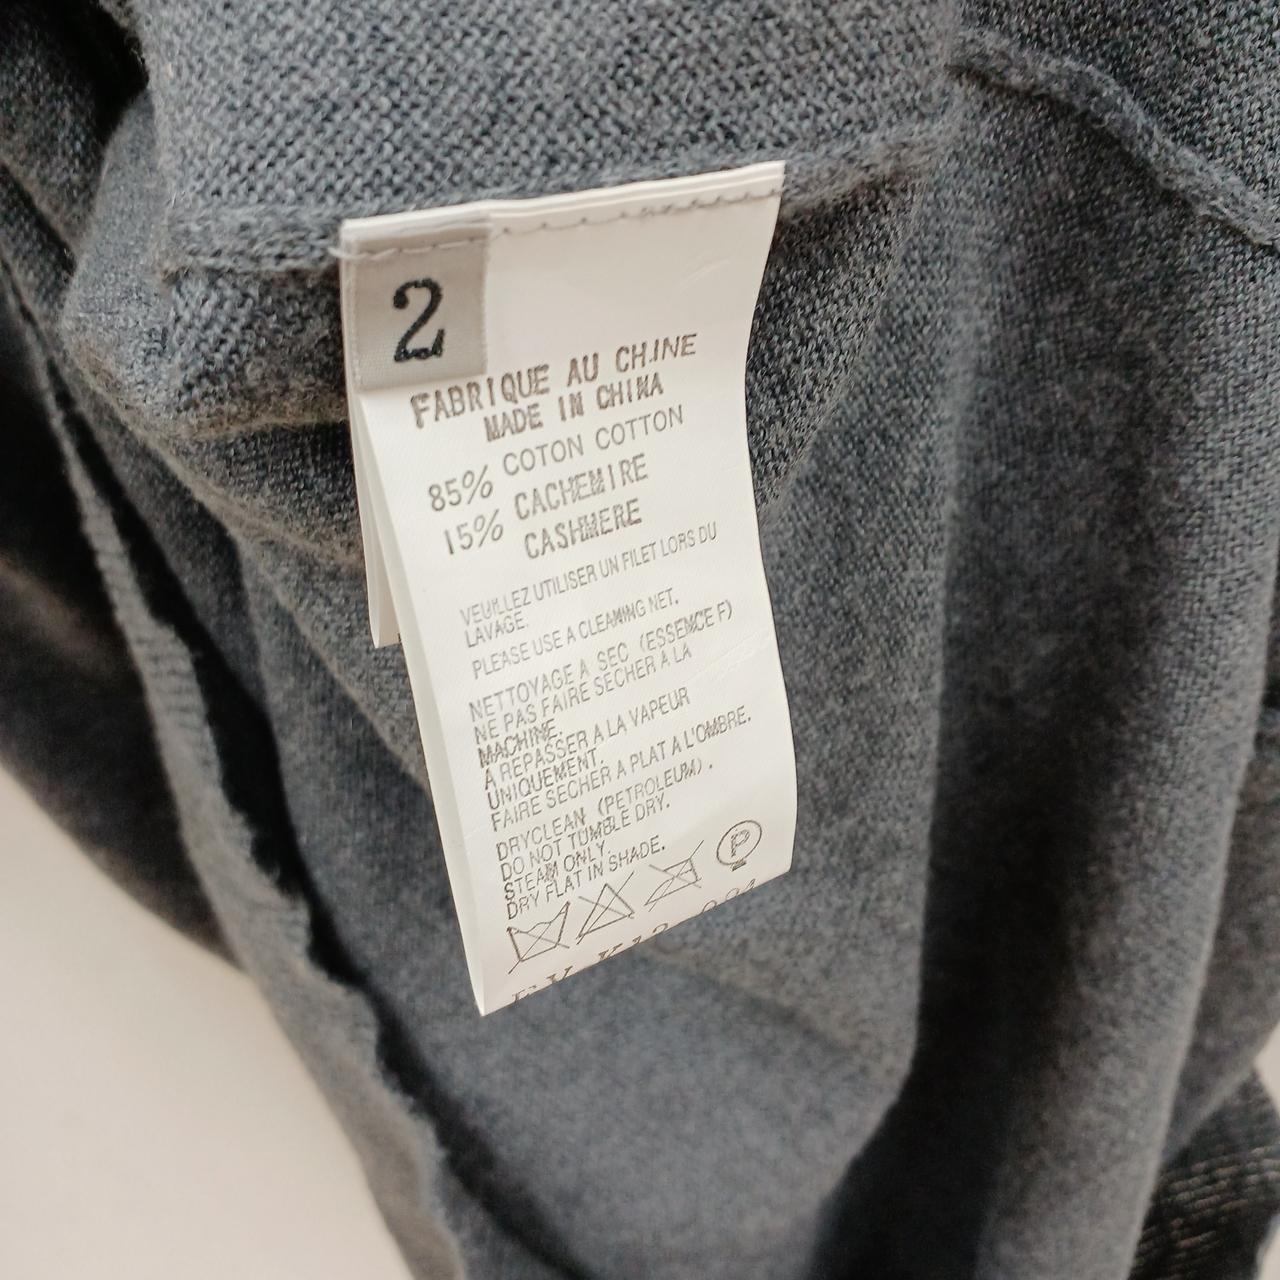 2
FABRIQUE AU CHINE
MADE IN CHINA
85% COTON COTTON
15% CACHEMIRE
CASHMERE
VEUILLEZ UTILISER UN FILET LORS DU
LAVAGE.
PLEASE USE A CLEAMING NET.
NETTOYAGE A SEC (ESSENCE F)
NE PAS FAIRE SECHER A LA
MACHINE.
A REPASSER A LA VAPEUR
UNIQUEMENT.
FAIRE SECHER A PLAT A L'OMBRE.
DRYCLEAN (PETROLEUM).
DO NOT TUMBLE DRY.
STEAM ONLY.
DRY FLAT IN SHADE.
P